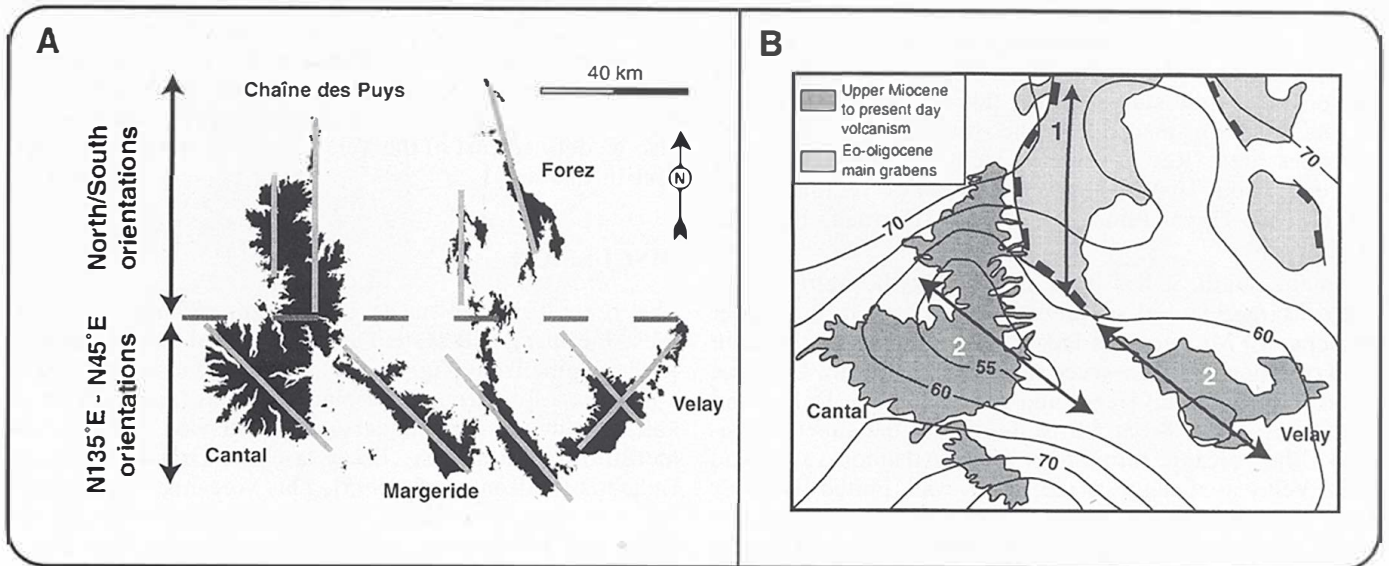 A
Chaîne des Puys
40 km
North/South
orientations
Forez
N
N135°E - N45°E
orientations
Cantal
Margeride
Velay
B
Upper Miocene
to present day
volcanism
Eo-oligocene
main grabens
1
70
70
60
2
55
60
2
Cantal
Velay
70